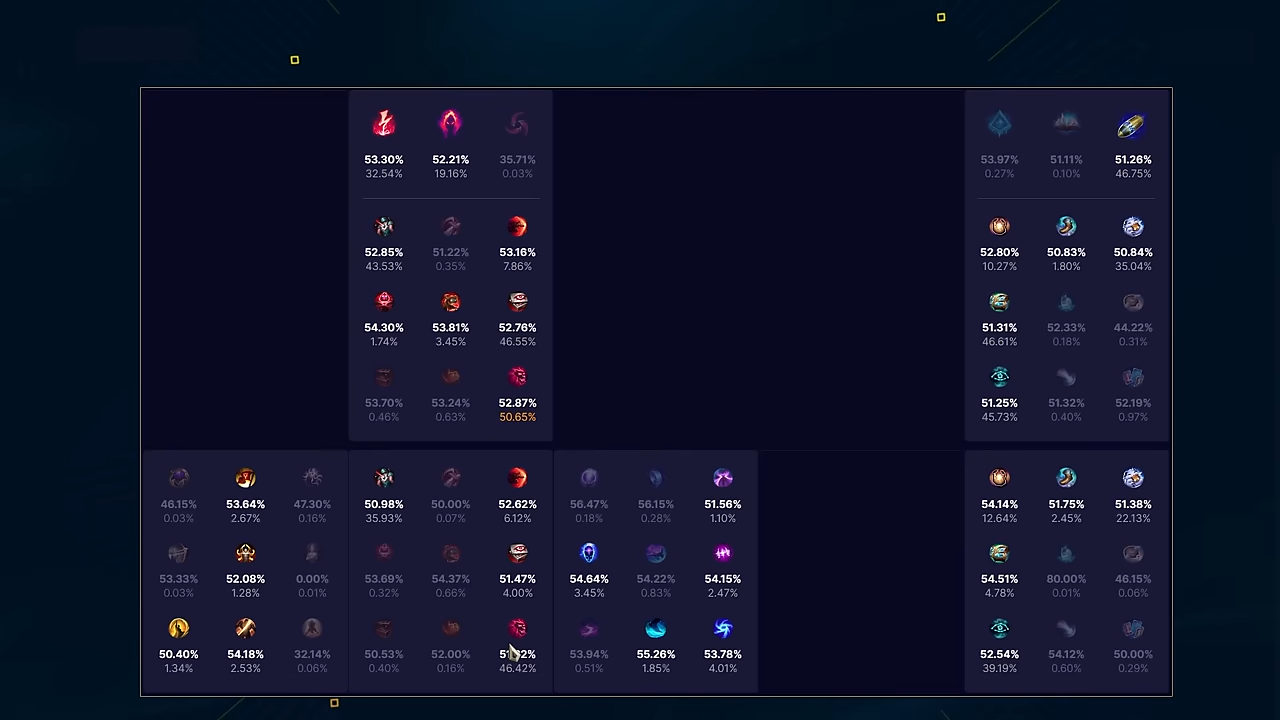 53.30% 52.21% 35.71%
32.54% 19.16% 0.03%
52.85% 51.22% 53.16%
43.53% 0.35% 7.86%
54.30% 53.81% 52.76%
1.74% 3.45% 46.55%
53.70% 53.24% 52.87%
0.46% 0.63% 50.65%
53.97% 51.11% 51.26%
0.27% 0.10% 46.75%
52.80% 50.83% 50.84%
10.27% 1.80% 35.04%
51.31% 52.33% 44.22%
46.61% 0.18% 0.31%
51.25% 51.32% 52.19%
45.73% 0.40% 0.97%
46.15% 53.64% 47.30%
0.03% 2.67% 0.16%
53.33% 52.08% 0.00%
0.03% 1.28% 0.01%
50.40% 54.18% 32.14%
1.34% 2.53% 0.06%
50.98% 50.00% 52.62%
35.93% 0.07% 6.12%
53.69% 54.37% 51.47%
0.32% 0.66% 4.00%
50.53% 52.00%
0.40% 0.16% 46.42%
56.47% 56.15% 51.56%
0.18% 0.28% 1.10%
54.64% 54.22% 54.15%
3.45% 0.83% 2.47%
53.94% 55.26% 53.78%
0.51% 1.85% 4.01%
54.14% 51.75% 51.38%
12.64% 2.45% 22.13%
54.51% 80.00% 46.15%
4.78% 0.01% 0.06%
52.54% 54.12% 50.00%
39.19% 0.60% 0.29%